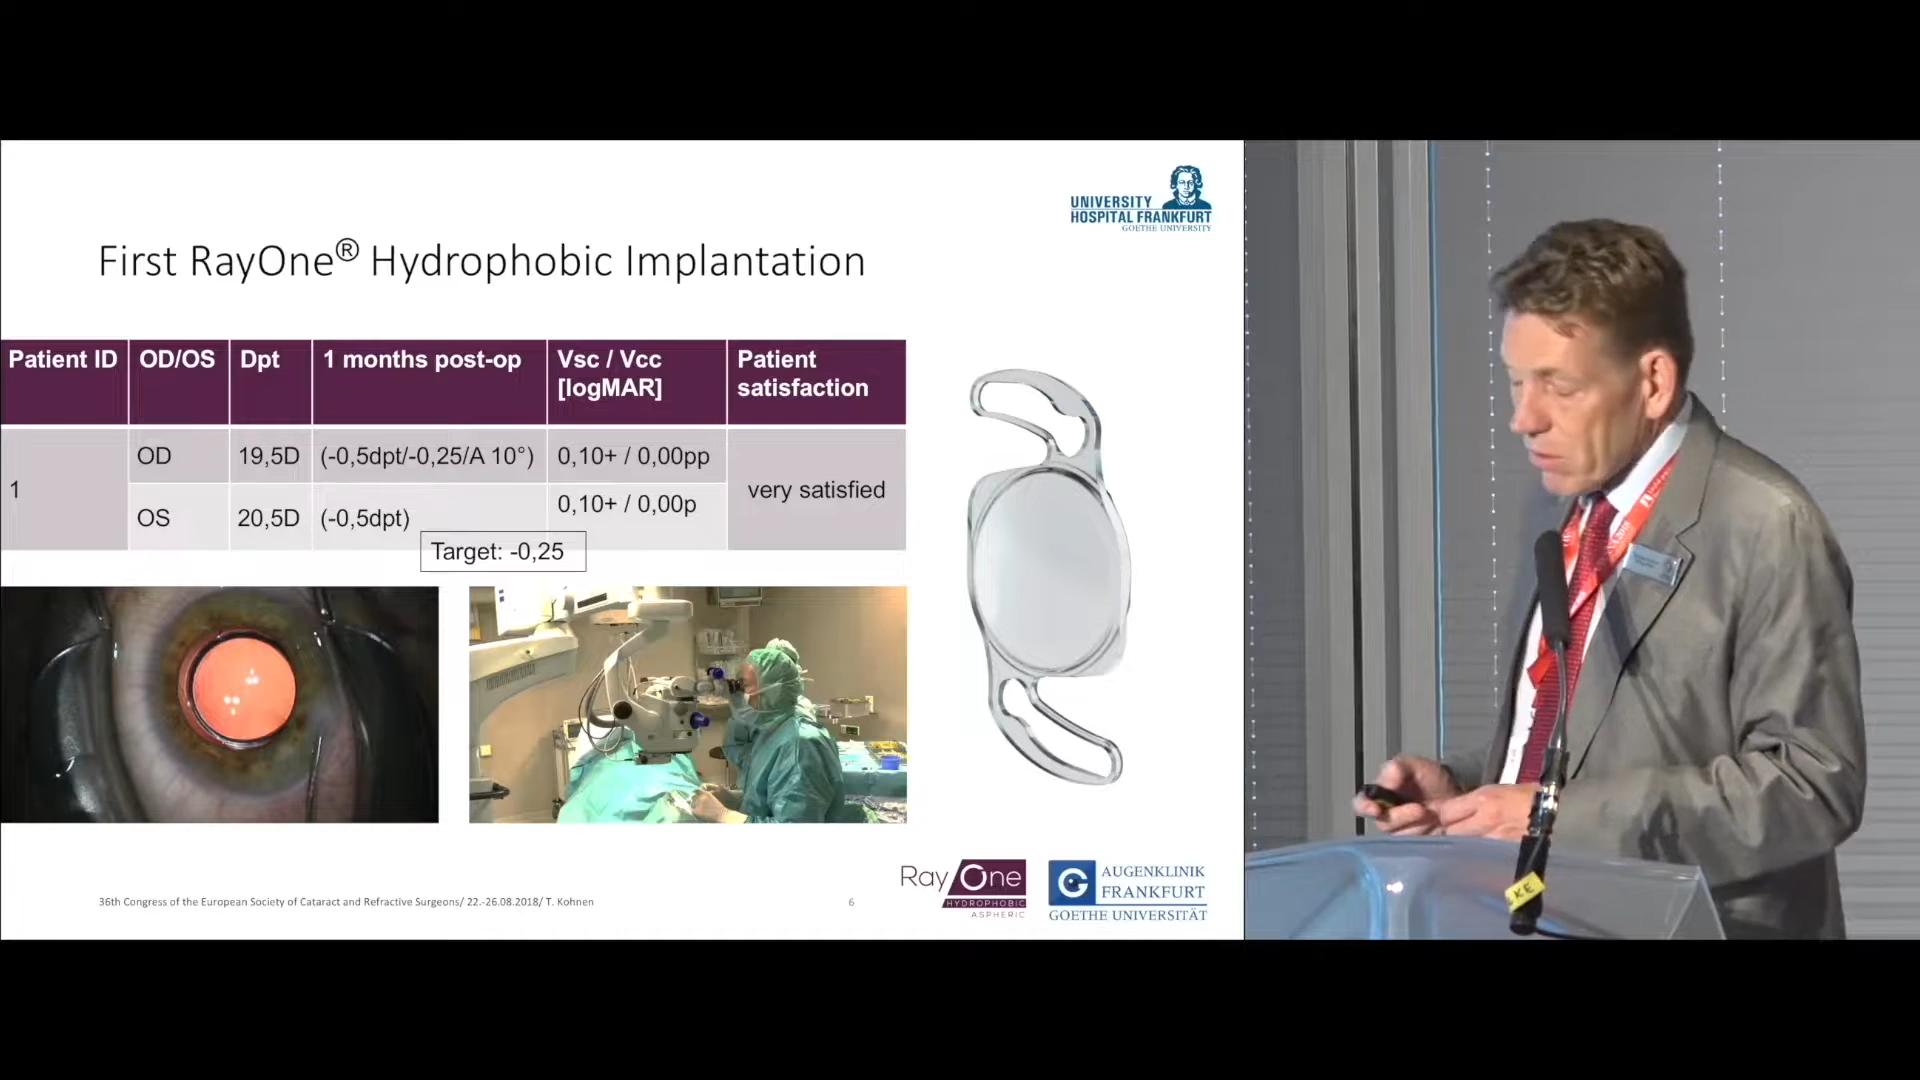 UNIVERSITY
HOSPITAL FRANKFURT
GOETHE UNIVERSITY
First RayOne® Hydrophobic Implantation
Patient ID OD/OS Dpt 1 months post-op Vsc / Vcc [logMAR] Patient satisfaction
1 OD 19,5D (-0,5dpt/-0,25/A 10°) 0,10+ / 0,00pp very satisfied
OS 20,5D (-0,5dpt) 0,10+ / 0,00p
Target: -0,25
RayOne
HYDROPHOBIC
ASPHERIC
AUGENKLINIK
FRANKFURT
GOETHE UNIVERSITÄT
36th Congress of the European Society of Cataract and Refractive Surgeons/ 22.-26.08.2018/ T. Kohnen 6